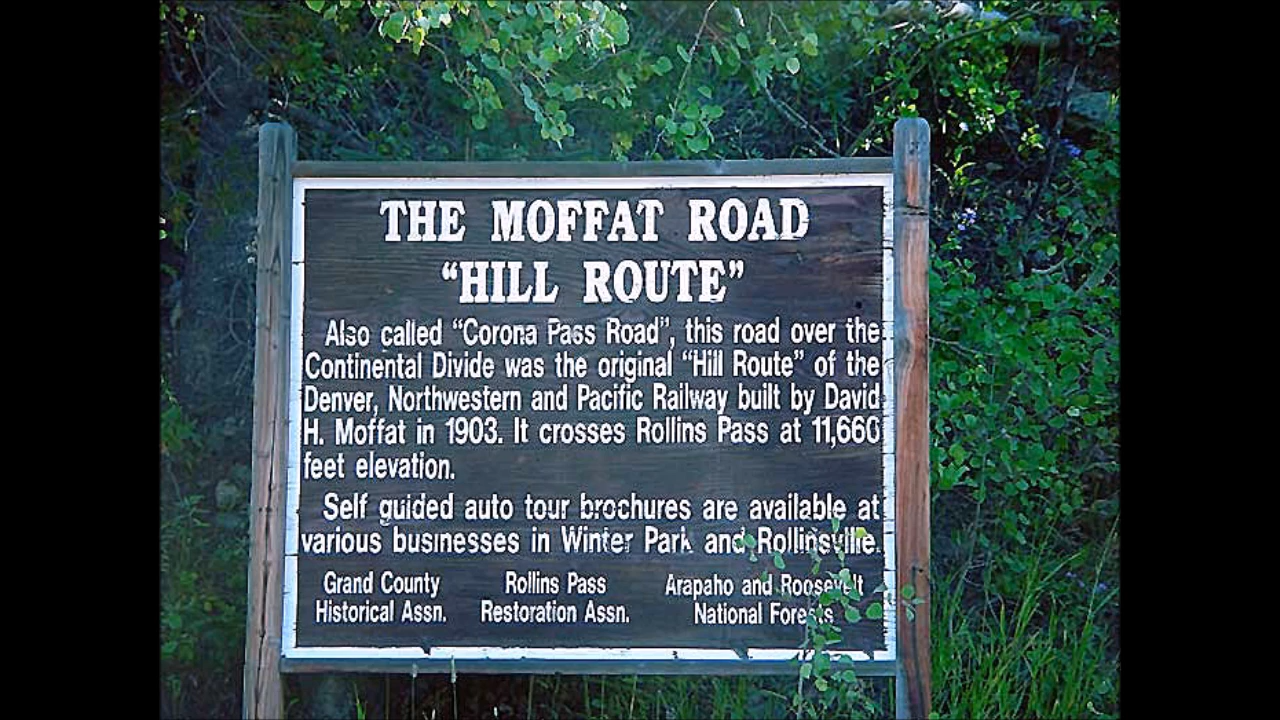 THE MOFFAT ROAD
“HILL ROUTE”
Also called “Corona Pass Road”, this road over the
Continental Divide was the original “Hill Route” of the
Denver, Northwestern and Pacific Railway built by David
H. Moffat in 1903. It crosses Rollins Pass at 11,660
feet elevation.
Self guided auto tour brochures are available at
various businesses in Winter Park and Rollinsville.
Grand County
Historical Assn.
Rollins Pass
Restoration Assn.
Arapaho and Roosevelt
National Forests